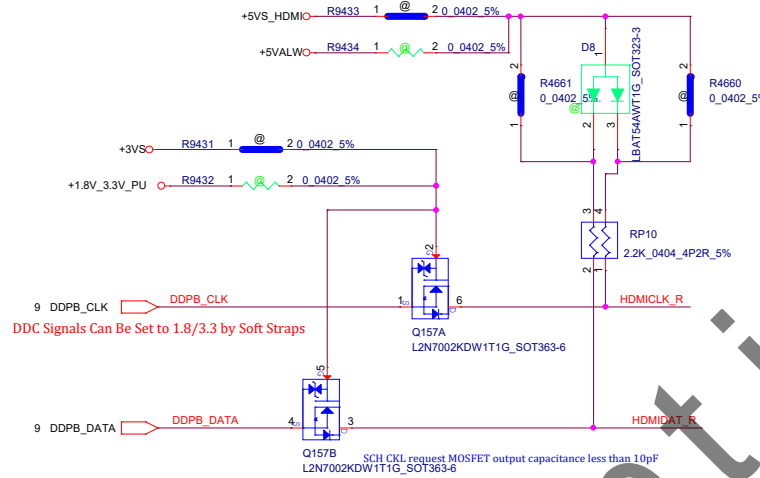 +5VS_HDMI R9433 1 2 0_0402_5%
@
+5VALW R9434 1 2 0_0402_5%
@
D8
1
2
3
LBAT54AWT1G_SOT323-3
@
2
R4661
0_0402_5%
@
1
2
R4660
0_0402_5%
@
1
+3VS R9431 1 2 0_0402_5%
@
+1.8V_3.3V_PU R9432 1 2 0_0402_5%
@
3 4
RP10
2.2K_0404_4P2R_5%
2 1
2
G
9 DDPB_CLK DDPB_CLK 1 S D 6 HDMICLK_R
DDC Signals Can Be Set to 1.8/3.3 by Soft Straps
Q157A
L2N7002KDW1T1G_SOT363-6
5
G
9 DDPB_DATA DDPB_DATA 4 S D 3 HDMIDAT_R
Q157B
SCH CKL request MOSFET output capacitance less than 10pF
L2N7002KDW1T1G_SOT363-6